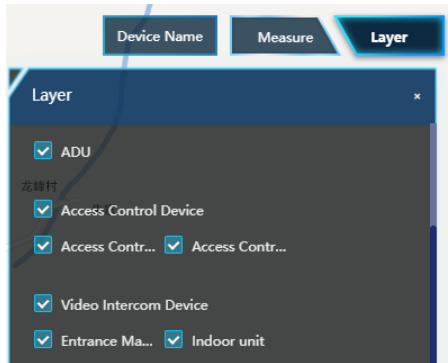 Device Name Measure Layer
Layer ×
ADU
龙峰村
Access Control Device
Access Contr... Access Contr...
Video Intercom Device
Entrance Ma... Indoor unit